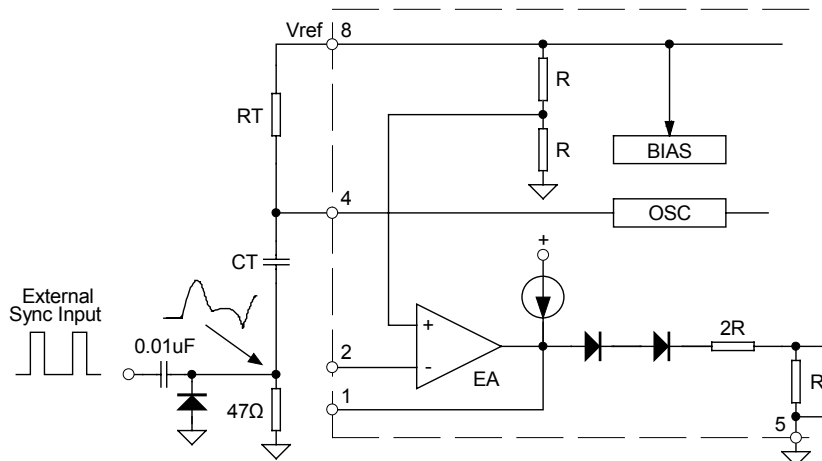 Vref
8
R
RT
R
BIAS
4
OSC
CT
+
External
Sync Input
0.01uF
+
2R
2
-
EA
R
1
47Ω
5